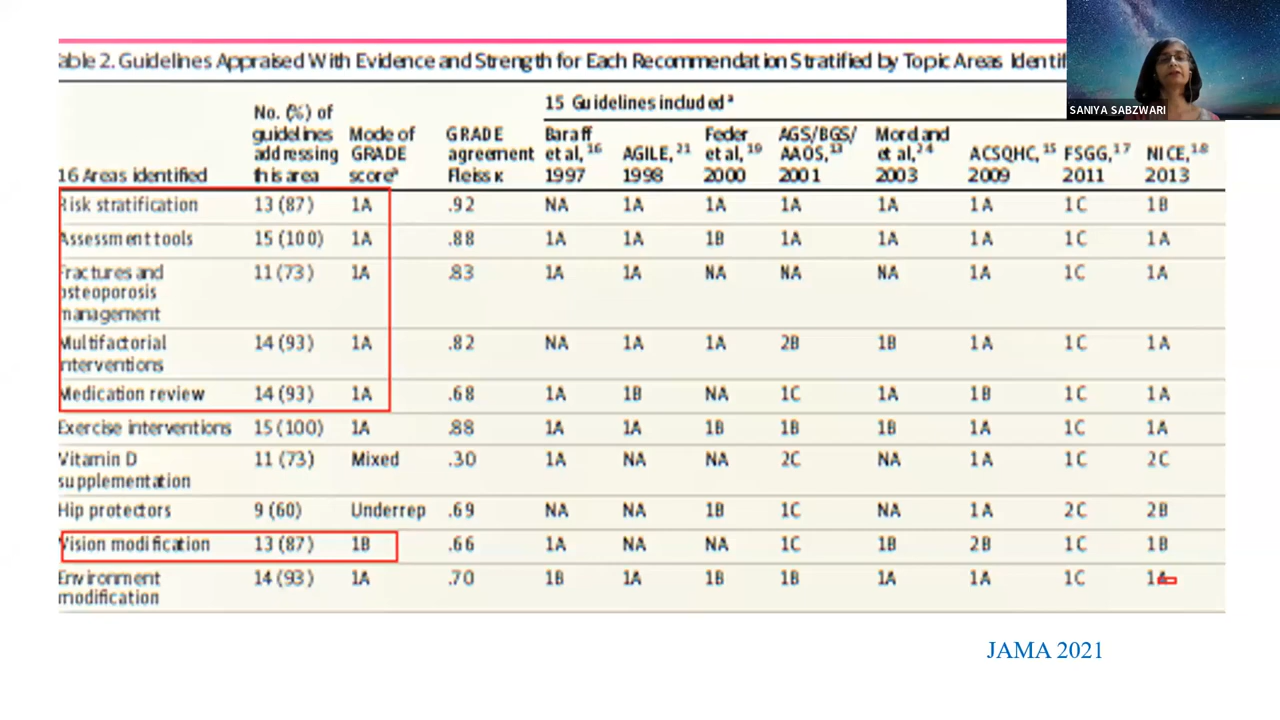 SANIYA SABZWARI
able 2. Guidelines Appraised With Evidence and Strength for Each Recommendation Stratified by Topic Areas Identif
15 Guidelines included a
16 Areas identified No. (%) of guidelines addressing this area Mode of GRADE score a GRADE agreement Fleiss κ Baraff et al, 16 1997 AGILE, 21 1998 Feder et al, 19 2000 AGS/BGS/ AAOS, 13 2001 Moreland et al, 24 2003 ACSQHC, 15 2009 FSGG, 17 2011 NICE, 18 2013
Risk stratification 13 (87) 1A .92 NA 1A 1A 1A 1A 1A 1C 1B
Assessment tools 15 (100) 1A .88 1A 1A 1B 1A 1A 1A 1C 1A
Fractures and osteoporosis management 11 (73) 1A .83 1A 1A NA NA NA 1A 1C 1A
Multifactorial interventions 14 (93) 1A .82 NA 1A 1A 2B 1B 1A 1C 1A
Medication review 14 (93) 1A .68 1A 1B NA 1C 1A 1B 1C 1A
Exercise interventions 15 (100) 1A .88 1A 1A 1B 1B 1B 1A 1C 1A
Vitamin D supplementation 11 (73) Mixed .30 1A NA NA 2C NA 1A 1C 2C
Hip protectors 9 (60) Underrep .69 NA NA 1B 1C NA 1A 2C 2B
Vision modification 13 (87) 1B .66 1A NA NA 1C 1B 2B 1C 1B
Environment modification 14 (93) 1A .70 1B 1A 1B 1B 1A 1A 1C 1A
JAMA 2021